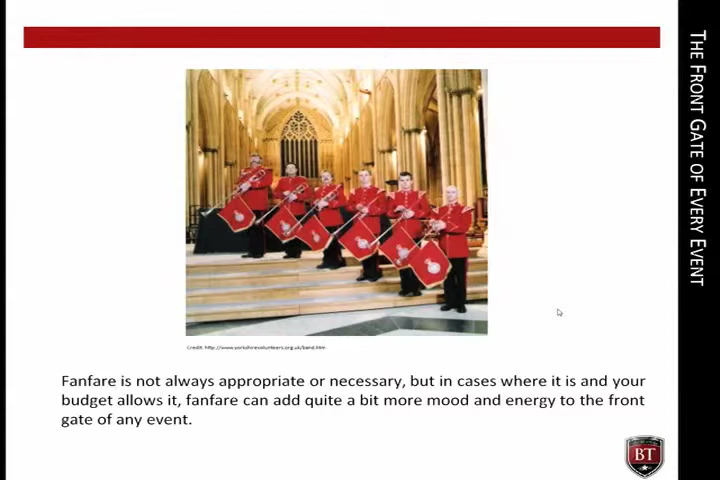 THE FRONT GATE OF EVERY EVENT
Credit: http://www.yorkshirevolunteers.org.uk/band.htm
Fanfare is not always appropriate or necessary, but in cases where it is and your
budget allows it, fanfare can add quite a bit more mood and energy to the front
gate of any event.
BT